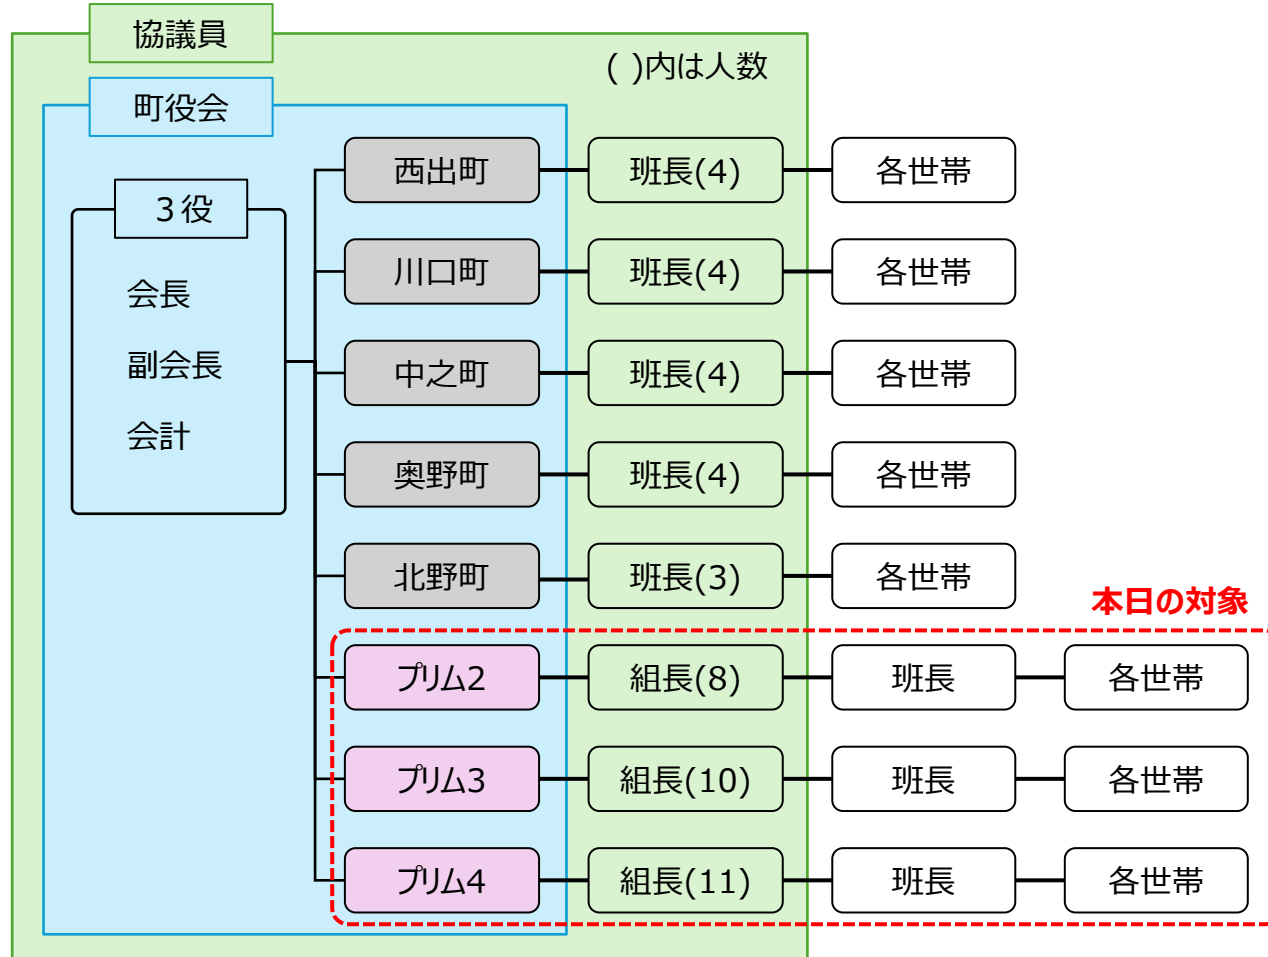 協議員
( )内は人数
町役会
3役
会長
副会長
会計
西出町
班長(4)
各世帯
川口町
班長(4)
各世帯
中之町
班長(4)
各世帯
奥野町
班長(4)
各世帯
北野町
班長(3)
各世帯
本日の対象
プリム2
組長(8)
班長
各世帯
プリム3
組長(10)
班長
各世帯
プリム4
組長(11)
班長
各世帯